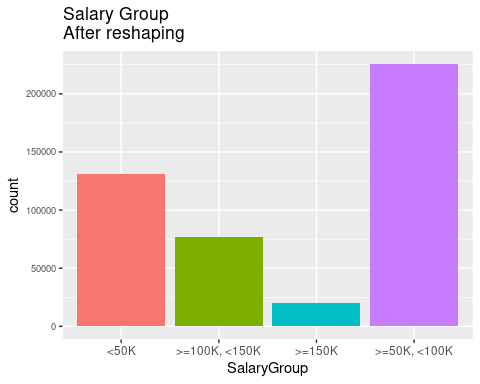 Salary Group
After reshaping
200000
150000
100000
50000
0
count
<50K
>=100K, <150K
>=150K
>=50K, <100K
SalaryGroup